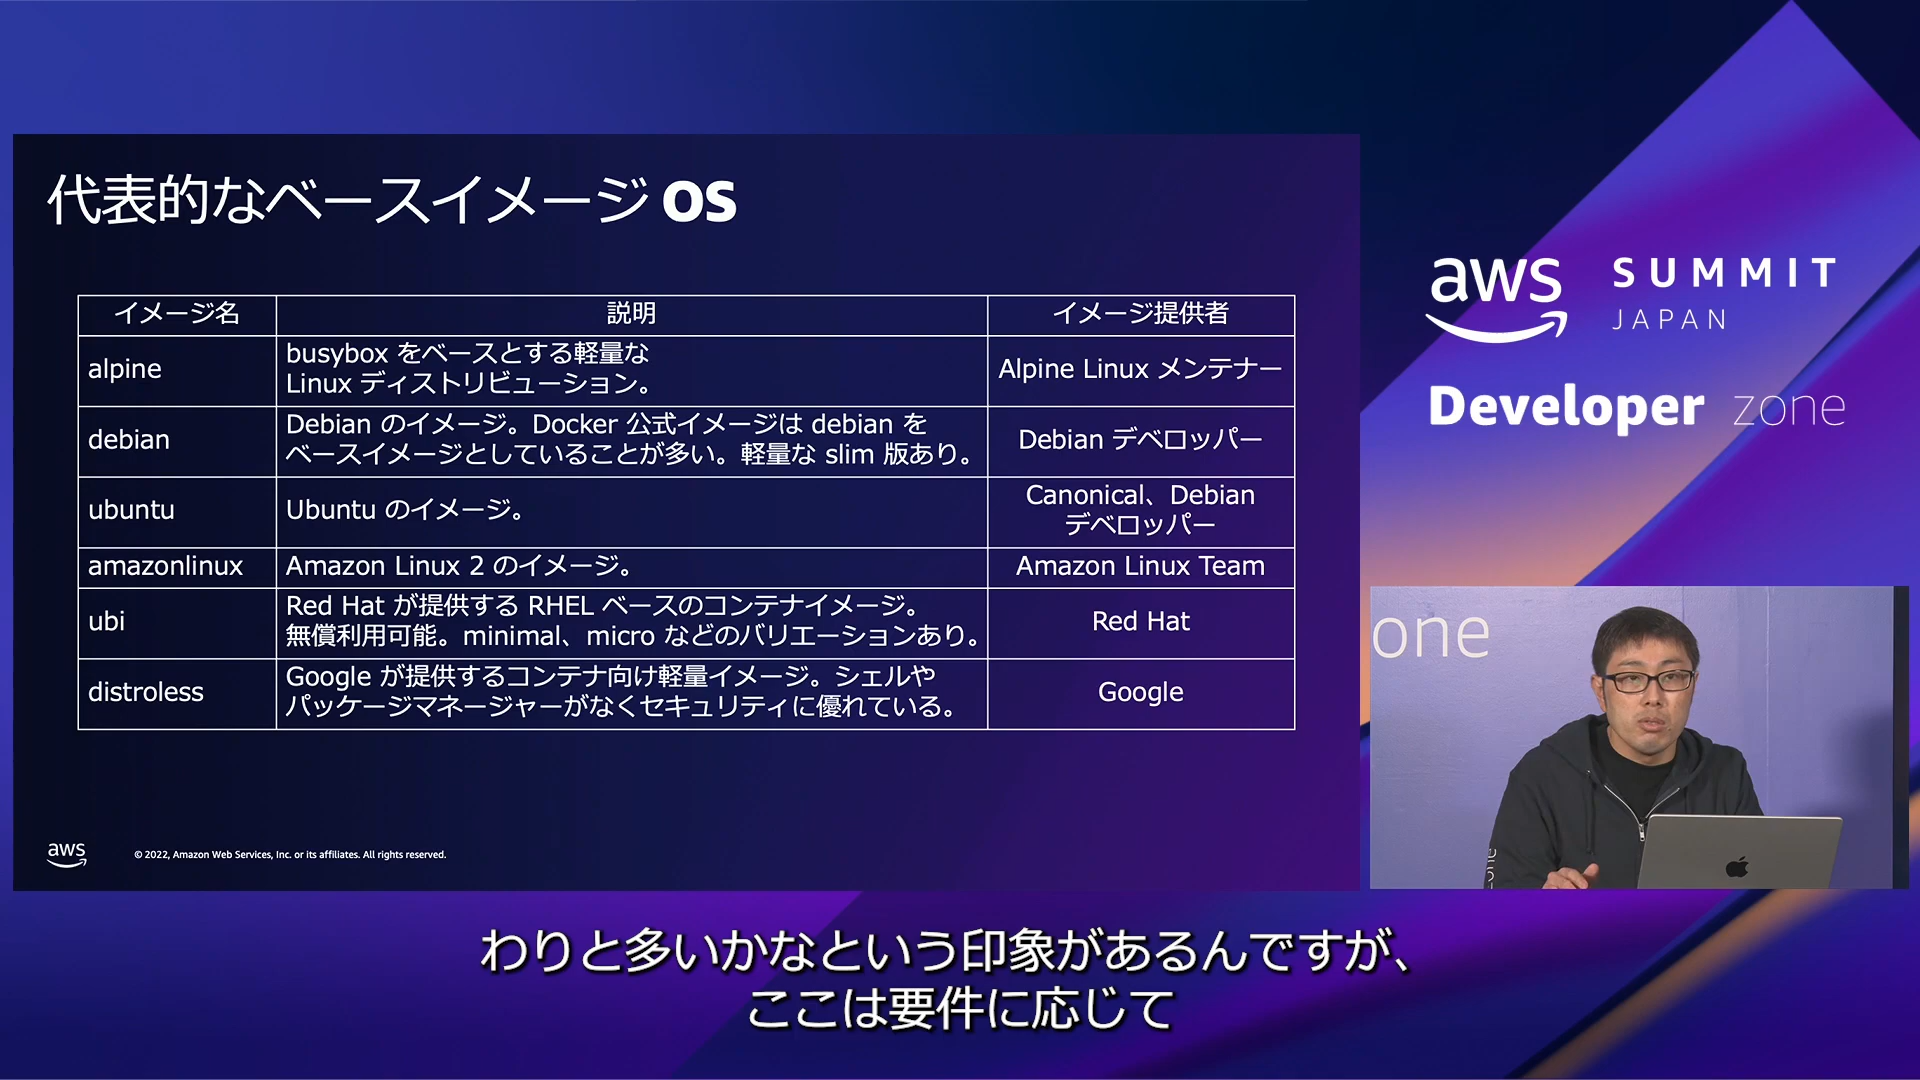 代表的なベースイメージ OS
イメージ名 説明 イメージ提供者
alpine
busybox をベースとする軽量な
Linux ディストリビューション。
Alpine Linux メンテナー
debian
Debian のイメージ。Docker 公式イメージは debian を
ベースイメージとしていることが多い。軽量な slim 版あり。
Debian デベロッパー
ubuntu
Ubuntu のイメージ。
Canonical、Debian
デベロッパー
amazonlinux
Amazon Linux 2 のイメージ。
Amazon Linux Team
ubi
Red Hat が提供する RHEL ベースのコンテナイメージ。
無償利用可能。minimal、micro などのバリエーションあり。
Red Hat
distroless
Google が提供するコンテナ向け軽量イメージ。シェルや
パッケージマネージャーがなくセキュリティに優れている。
Google
aws
© 2022, Amazon Web Services, Inc. or its affiliates. All rights reserved.
aws SUMMIT
JAPAN
Developer zone
one
わりと多いかなという印象があるんですが、
ここは要件に応じて